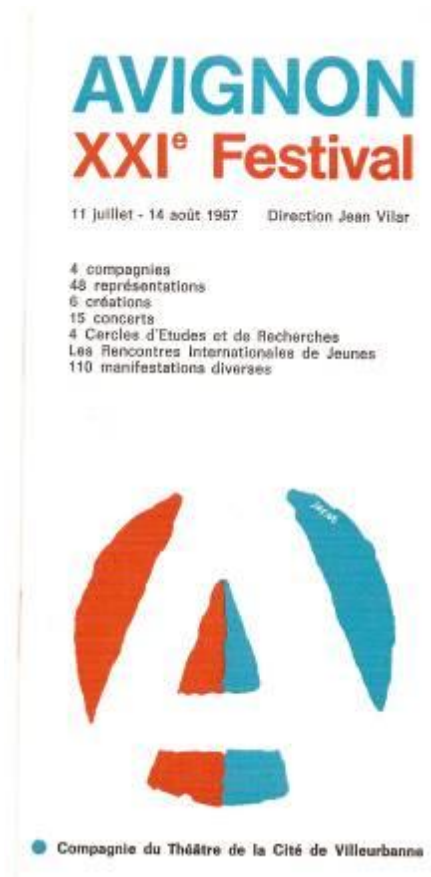 AVIGNON
XXIe Festival
11 juillet - 14 août 1967 Direction Jean Vilar
4 compagnies
48 représentations
6 créations
15 concerts
4 Cercles d'Etudes et de Recherches
Les Rencontres Internationales de Jeunes
110 manifestations diverses
JACNO
Compagnie du Théâtre de la Cité de Villeurbanne